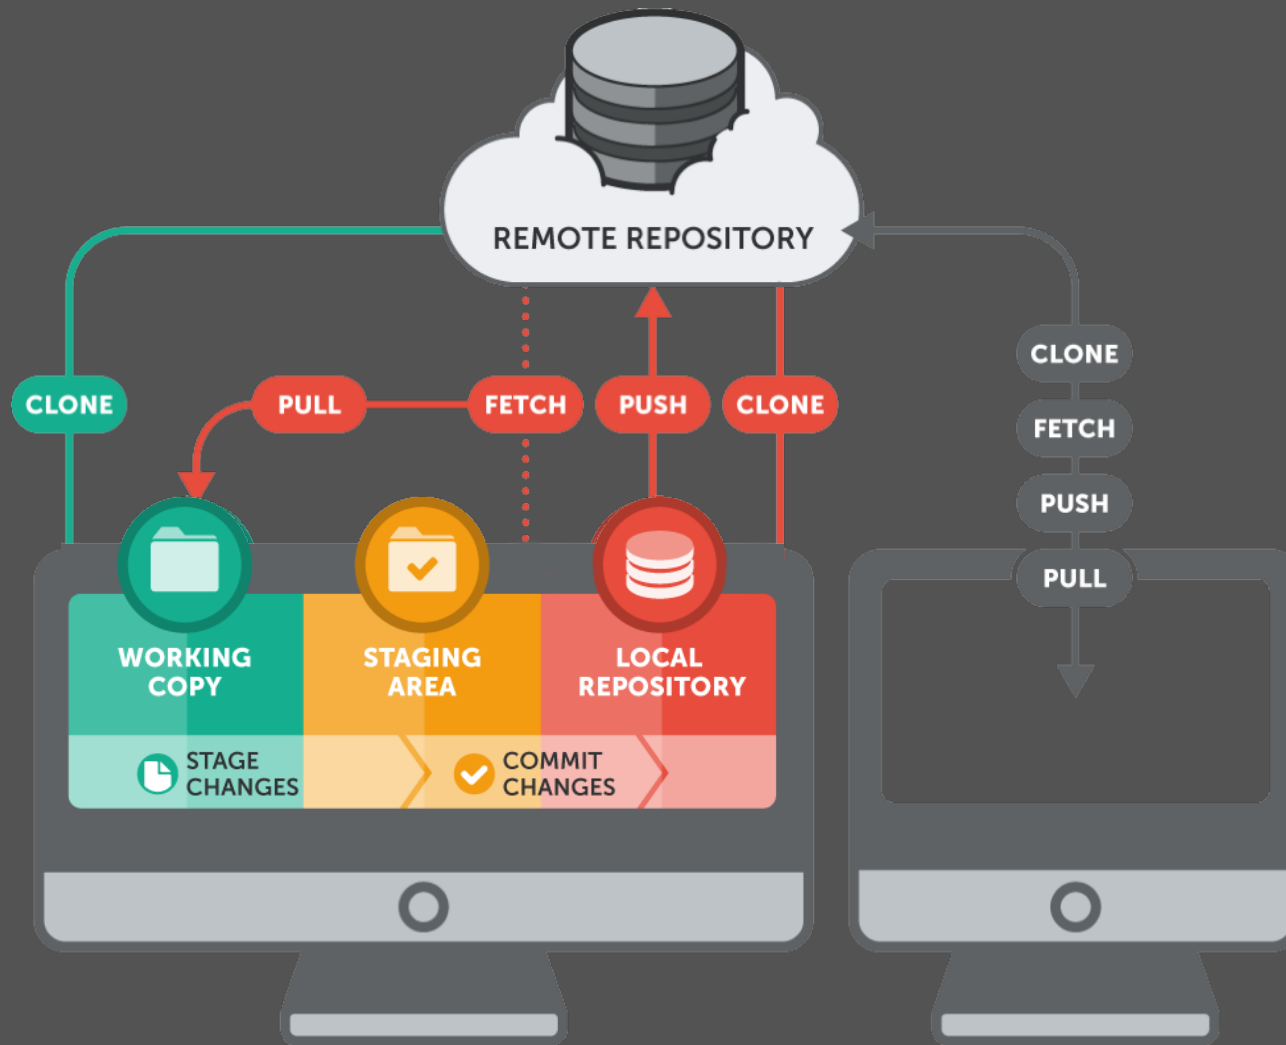 REMOTE REPOSITORY
CLONE
PULL
FETCH
PUSH
CLONE
CLONE
FETCH
PUSH
PULL
WORKING
COPY
STAGING
AREA
LOCAL
REPOSITORY
STAGE
CHANGES
COMMIT
CHANGES